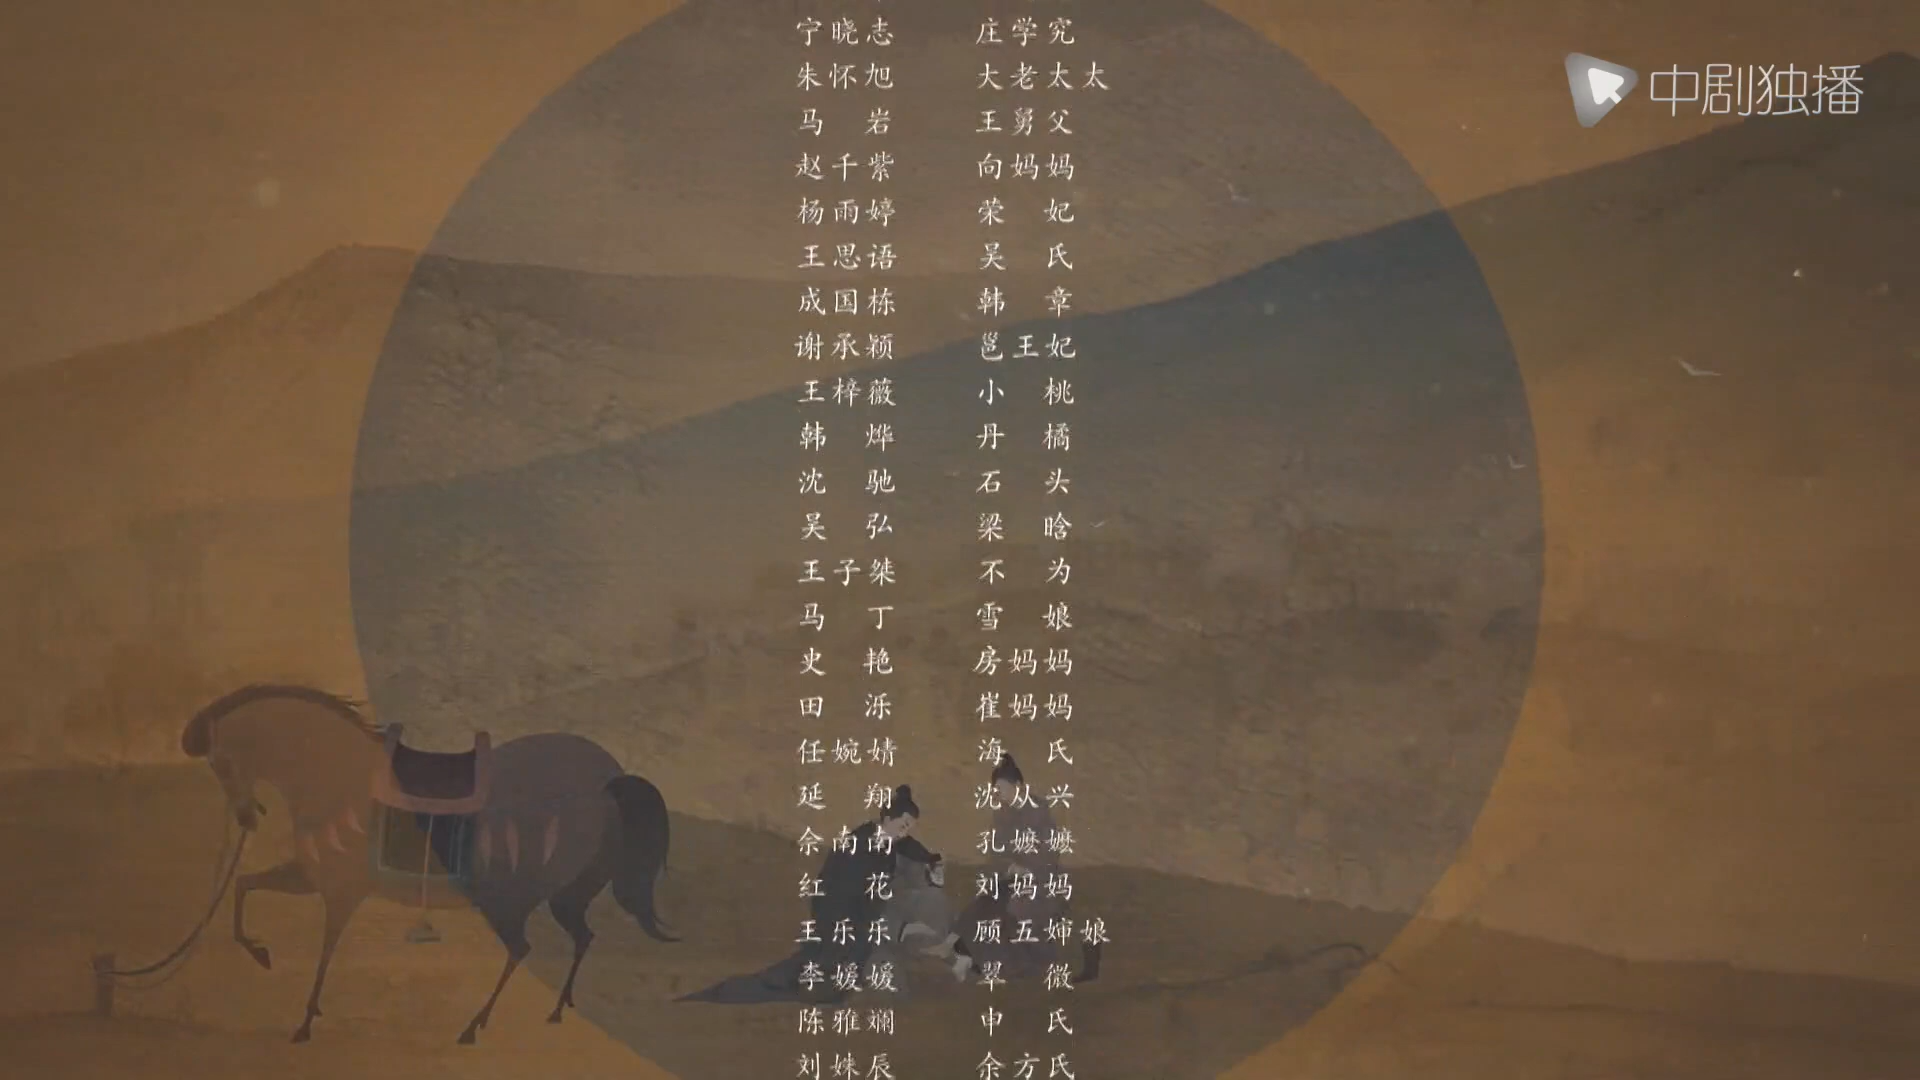 宁晓志 庄学究
朱怀旭 大老太太
马岩 王舅父
赵千紫 向妈妈
杨雨婷 荣妃
王思语 吴氏
成国栋 韩章
谢承颖 邕王妃
王梓薇 小桃
韩烨 丹橘
沈驰 石头
吴弘 梁晗
王子桀 不为
马丁 雪娘
史艳 房妈妈
田泺 崔妈妈
任婉婧 海氏
延翔 沈从兴
余南南 孔嬷嬷
红花 刘妈妈
王乐乐 顾五婶娘
李媛媛 翠微
陈雅斓 申氏
刘姝辰 余方氏
中剧独播